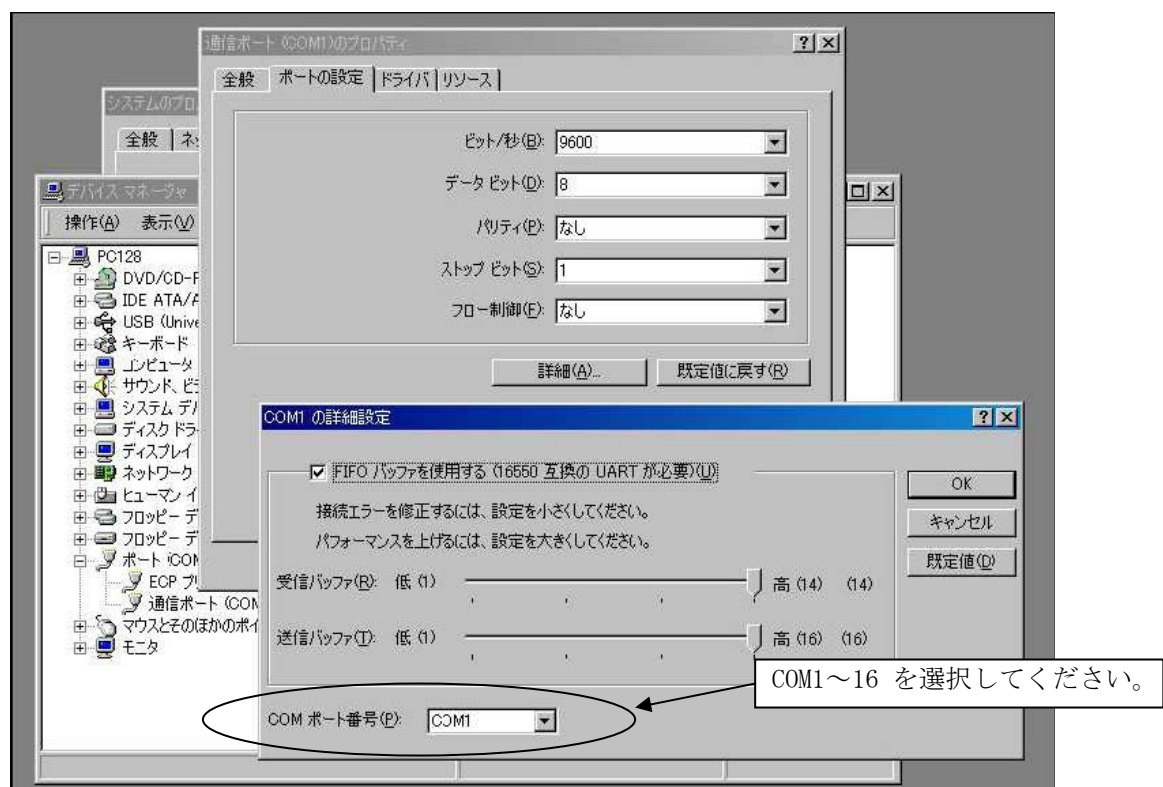 通信ポート (COM1)のプロパティ
全般 ポートの設定 ドライバ リソース
ビット/秒(B): 9600
データ ビット(D): 8
パリティ(P): なし
ストップ ビット(S): 1
フロー制御(F): なし
詳細(A)... 既定値に戻す(R)
システムのプロ
全般 ネ
デバイス マネージャ
操作(A) 表示(V)
PC128
DVD/CD-R
IDE ATA/A
USB (Unive
キーボード
コンピュータ
サウンド、ビ
システム デバ
ディスク ドラ
ディスプレイ
ネットワーク
ヒューマン イ
フロッピー デ
フロッピー デ
ポート (COM
ECP プリ
通信ポート (COM
マウスとそのほかのポイ
モニタ
COM1 の詳細設定
FIFO バッファを使用する (16550 互換の UART が必要)(U)
接続エラーを修正するには、設定を小さくしてください。
パフォーマンスを上げるには、設定を大きくしてください。
受信バッファ(R): 低 (1) 高 (14) (14)
送信バッファ(T): 低 (1) 高 (16) (16)
COM ポート番号(P): COM1
OK
キャンセル
既定値(D)
COM1～16 を選択してください。